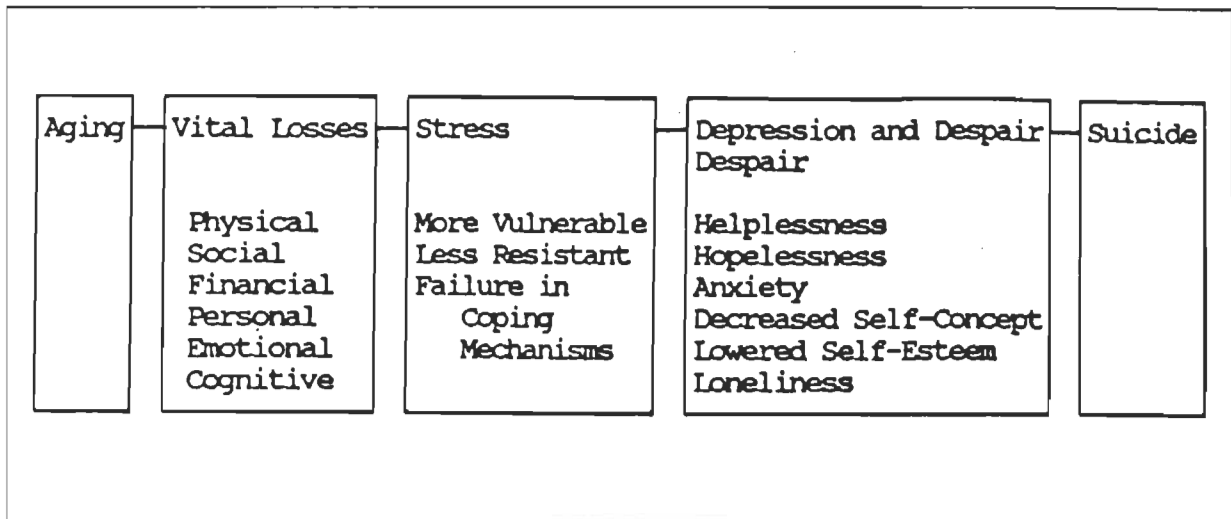 Aging
Vital Losses
Physical
Social
Financial
Personal
Emotional
Cognitive
Stress
More Vulnerable
Less Resistant
Failure in
Coping
Mechanisms
Depression and Despair
Despair
Helplessness
Hopelessness
Anxiety
Decreased Self-Concept
Lowered Self-Esteem
Loneliness
Suicide